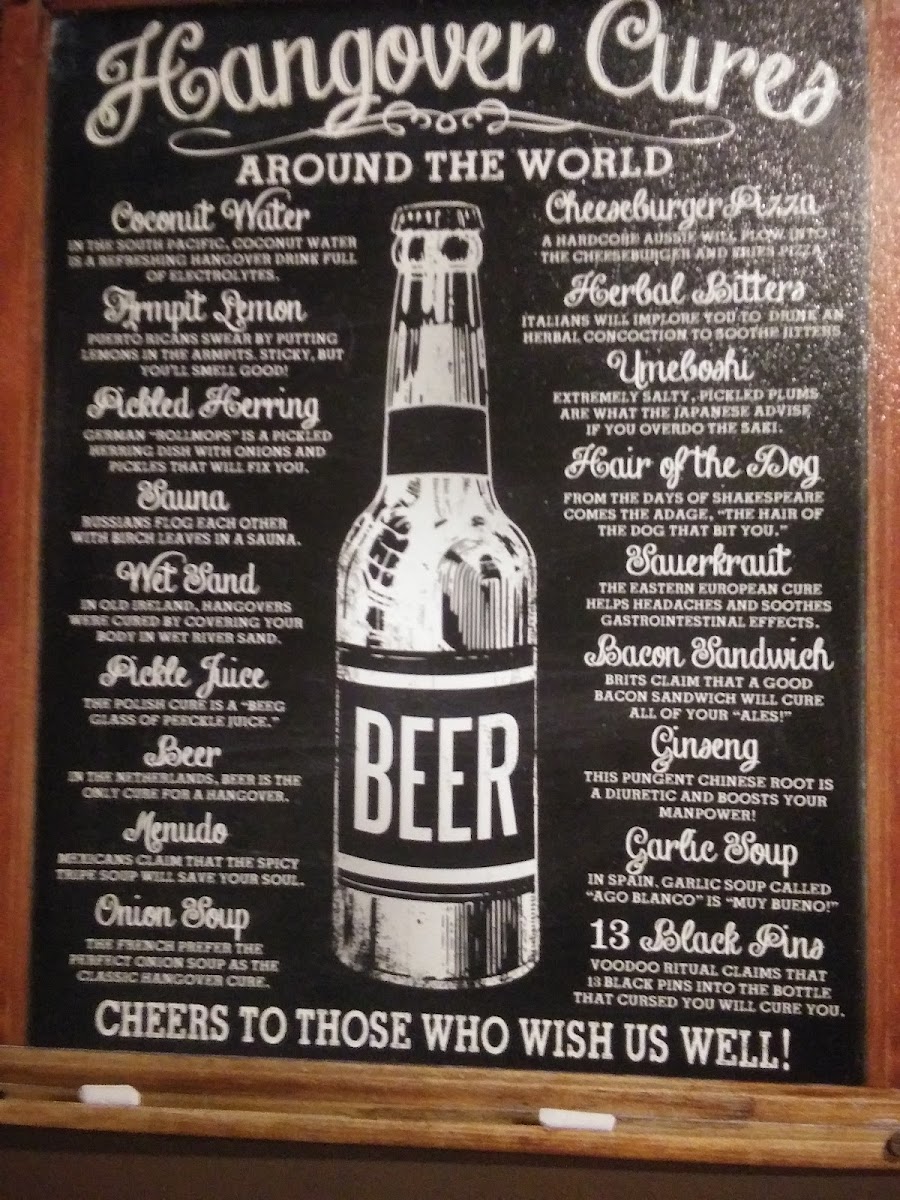 Hangover Cures
AROUND THE WORLD
Coconut Water
IN THE SOUTH PACIFIC, COCONUT WATER
IS A REFRESHING HANGOVER DRINK FULL
OF ELECTROLYTES.
Armpit Lemon
PUERTO RICANS SWEAR BY PUTTING
LEMONS IN THE ARMPITS. STICKY, BUT
YOU'LL SMELL GOOD!
Pickled Herring
GERMAN "ROLLMOPS" IS A PICKLED
HERRING DISH WITH ONIONS AND
PICKLES THAT WILL FIX YOU.
Sauna
RUSSIANS FLOG EACH OTHER
WITH BIRCH LEAVES IN A SAUNA.
Wet Sand
IN OLD IRELAND, HANGOVERS
WERE CURED BY COVERING YOUR
BODY IN WET RIVER SAND.
Pickle Juice
THE POLISH CURE IS A "BEEG
GLASS OF PEECKLE JUICE."
Beer
IN THE NETHERLANDS, BEER IS THE
ONLY CURE FOR A HANGOVER.
Menudo
MEXICANS CLAIM THAT THE SPICY
TRIPE SOUP WILL SAVE YOUR SOUL.
Onion Soup
THE FRENCH PREFER THE
PERFECT ONION SOUP AS THE
CLASSIC HANGOVER CURE.
BEER
Cheeseburger Pizza
A HARDCORE AUSSIE WILL PLOW INTO
THE CHEESEBURGER AND FRIES PIZZA
Herbal Bitters
ITALIANS WILL IMPLORE YOU TO DRINK AN
HERBAL CONCOCTION TO SOOTHE JITTERS
Umeboshi
EXTREMELY SALTY, PICKLED PLUMS
ARE WHAT THE JAPANESE ADVISE
IF YOU OVERDO THE SAKI.
Hair of the Dog
FROM THE DAYS OF SHAKESPEARE
COMES THE ADAGE, "THE HAIR OF
THE DOG THAT BIT YOU."
Sauerkraut
THE EASTERN EUROPEAN CURE
HELPS HEADACHES AND SOOTHES
GASTROINTESTINAL EFFECTS.
Bacon Sandwich
BRITS CLAIM THAT A GOOD
BACON SANDWICH WILL CURE
ALL OF YOUR "ALES!"
Ginseng
THIS PUNGENT CHINESE ROOT IS
A DIURETIC AND BOOSTS YOUR
MANPOWER!
Garlic Soup
IN SPAIN, GARLIC SOUP CALLED
"AGO BLANCO" IS "MUY BUENO!"
13 Black Pins
VOODOO RITUAL CLAIMS THAT
13 BLACK PINS INTO THE BOTTLE
THAT CURSED YOU WILL CURE YOU.
CHEERS TO THOSE WHO WISH US WELL!